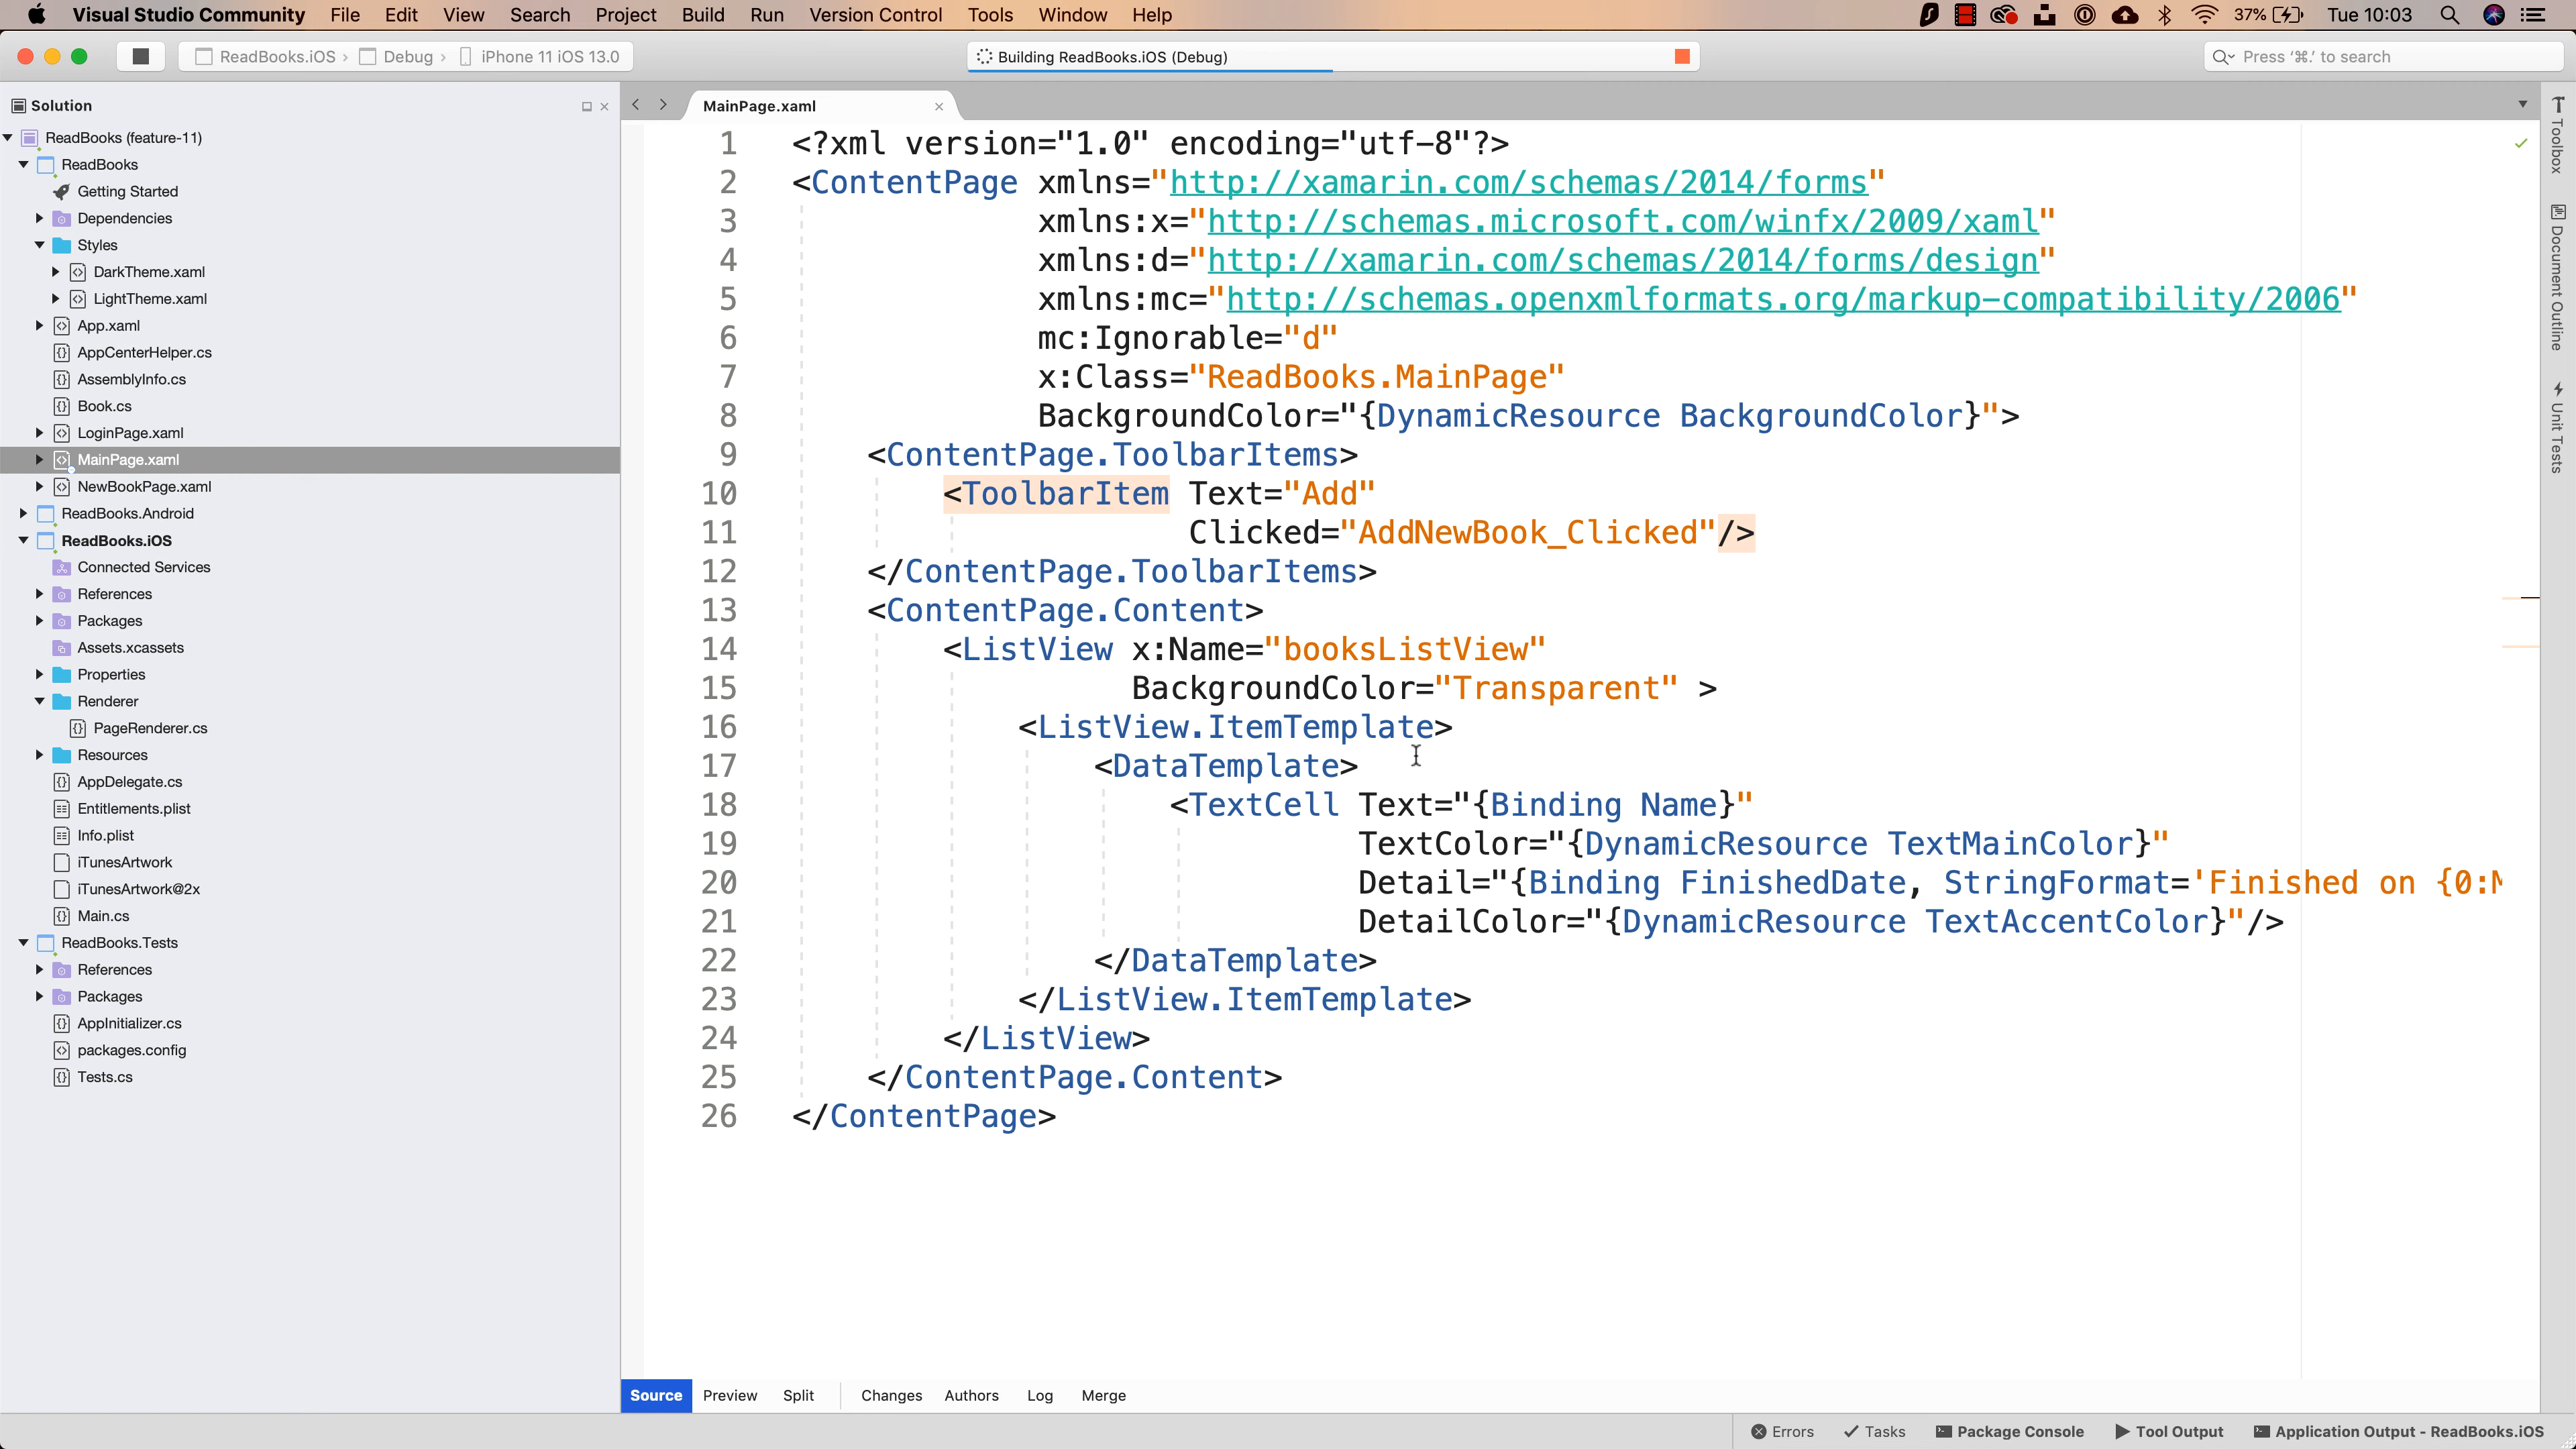 Visual Studio Community File Edit View Search Project Build Run Version Control Tools Window Help 37% Tue 10:03
ReadBooks.iOS › Debug › iPhone 11 iOS 13.0
Building ReadBooks.iOS (Debug)
Press ‘⌘.’ to search
Solution
ReadBooks (feature-11)
ReadBooks
Getting Started
Dependencies
Styles
DarkTheme.xaml
LightTheme.xaml
App.xaml
AppCenterHelper.cs
AssemblyInfo.cs
Book.cs
LoginPage.xaml
MainPage.xaml
NewBookPage.xaml
ReadBooks.Android
ReadBooks.iOS
Connected Services
References
Packages
Assets.xcassets
Properties
Renderer
PageRenderer.cs
Resources
AppDelegate.cs
Entitlements.plist
Info.plist
iTunesArtwork
iTunesArtwork@2x
Main.cs
ReadBooks.Tests
References
Packages
AppInitializer.cs
packages.config
Tests.cs
MainPage.xaml
1 <?xml version="1.0" encoding="utf-8"?>
2 <ContentPage xmlns="http://xamarin.com/schemas/2014/forms"
3 xmlns:x="http://schemas.microsoft.com/winfx/2009/xaml"
4 xmlns:d="http://xamarin.com/schemas/2014/forms/design"
5 xmlns:mc="http://schemas.openxmlformats.org/markup-compatibility/2006"
6 mc:Ignorable="d"
7 x:Class="ReadBooks.MainPage"
8 BackgroundColor="{DynamicResource BackgroundColor}">
9 <ContentPage.ToolbarItems>
10 <ToolbarItem Text="Add"
11 Clicked="AddNewBook_Clicked"/>
12 </ContentPage.ToolbarItems>
13 <ContentPage.Content>
14 <ListView x:Name="booksListView"
15 BackgroundColor="Transparent" >
16 <ListView.ItemTemplate>
17 <DataTemplate>
18 <TextCell Text="{Binding Name}"
19 TextColor="{DynamicResource TextMainColor}"
20 Detail="{Binding FinishedDate, StringFormat='Finished on {0:M
21 DetailColor="{DynamicResource TextAccentColor}"/>
22 </DataTemplate>
23 </ListView.ItemTemplate>
24 </ListView>
25 </ContentPage.Content>
26 </ContentPage>
Toolbox
Document Outline
Unit Tests
Source Preview Split Changes Authors Log Merge
Errors Tasks Package Console Tool Output Application Output - ReadBooks.iOS